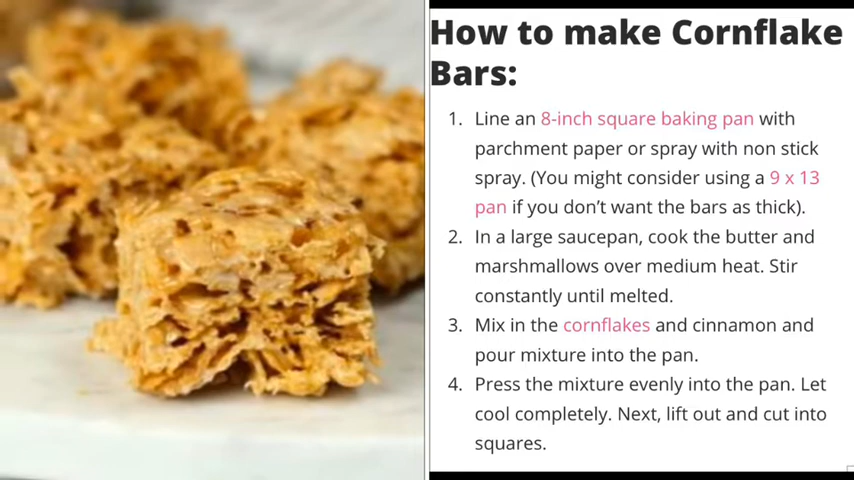 How to make Cornflake
Bars:
1. Line an 8-inch square baking pan with
parchment paper or spray with non stick
spray. (You might consider using a 9 x 13
pan if you don’t want the bars as thick).
2. In a large saucepan, cook the butter and
marshmallows over medium heat. Stir
constantly until melted.
3. Mix in the cornflakes and cinnamon and
pour mixture into the pan.
4. Press the mixture evenly into the pan. Let
cool completely. Next, lift out and cut into
squares.